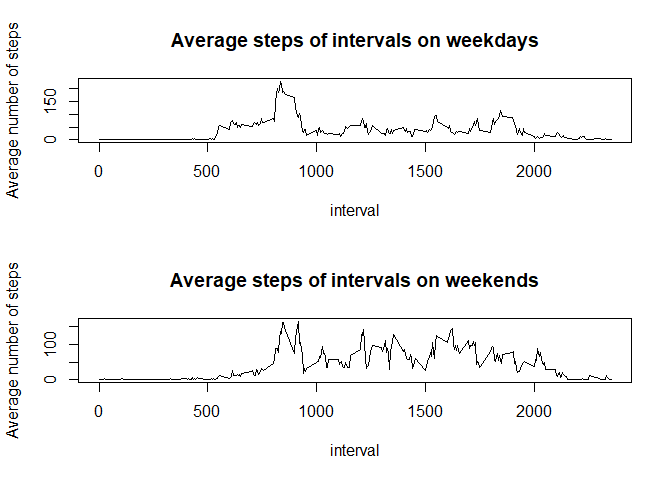 Average steps of intervals on weekdays
Average number of steps
150
0
0 500 1000 1500 2000
interval
Average steps of intervals on weekends
Average number of steps
100
0
0 500 1000 1500 2000
interval